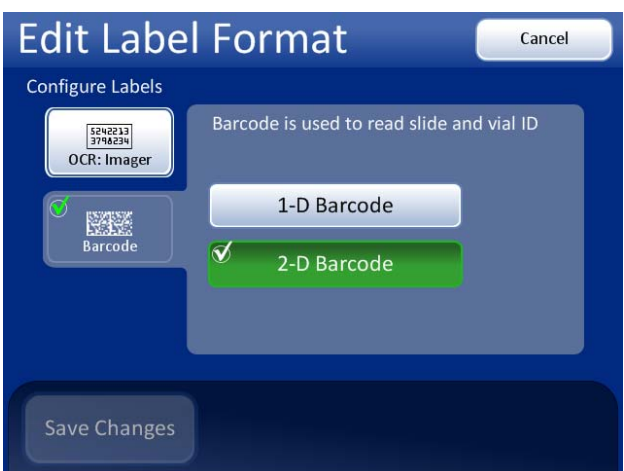 Edit Label Format
Cancel
Configure Labels
5242213
3798234
OCR: Imager
Barcode
Barcode is used to read slide and vial ID
1-D Barcode
2-D Barcode
Save Changes